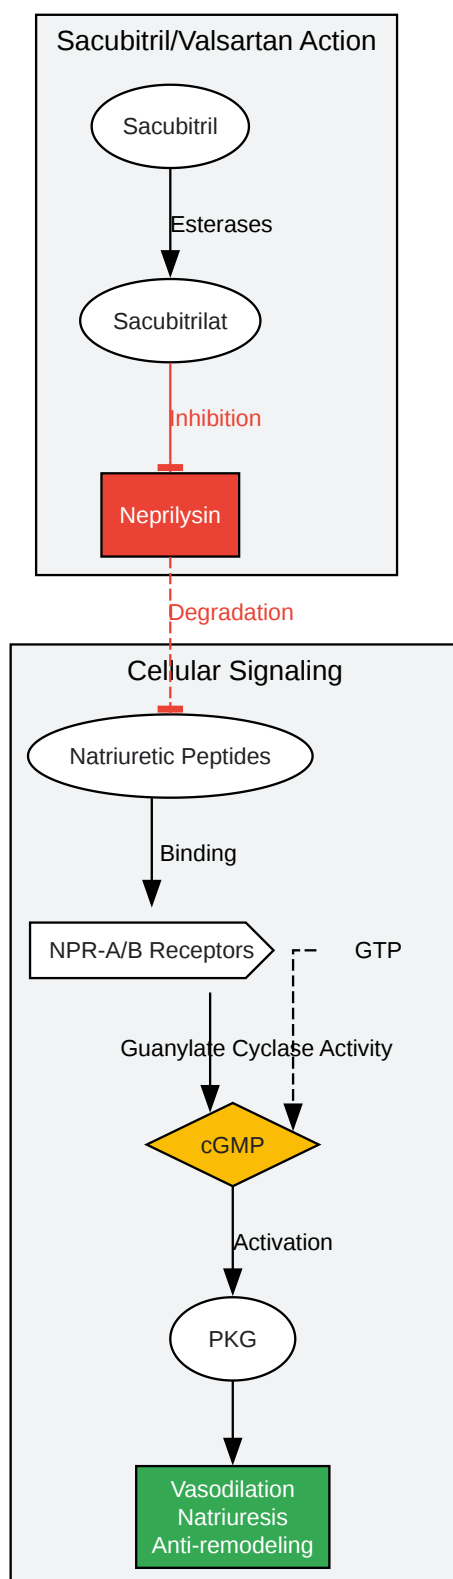 Sacubitril/Valsartan Action
Sacubitril
Esterases
Sacubitrilat
Inhibition
Neprilysin
Degradation
Cellular Signaling
Natriuretic Peptides
Binding
NPR-A/B Receptors
GTP
Guanylate Cyclase Activity
cGMP
Activation
PKG
Vasodilation
Natriuresis
Anti-remodeling